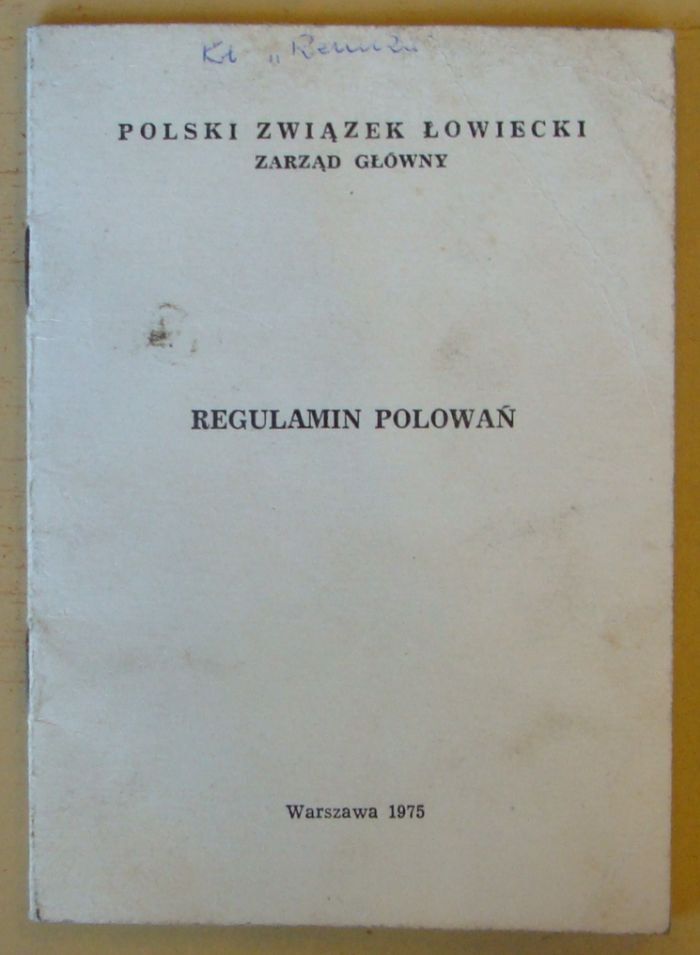 POLSKI ZWIĄZEK ŁOWIECKI
ZARZĄD GŁÓWNY
REGULAMIN POLOWAŃ
Warszawa 1975